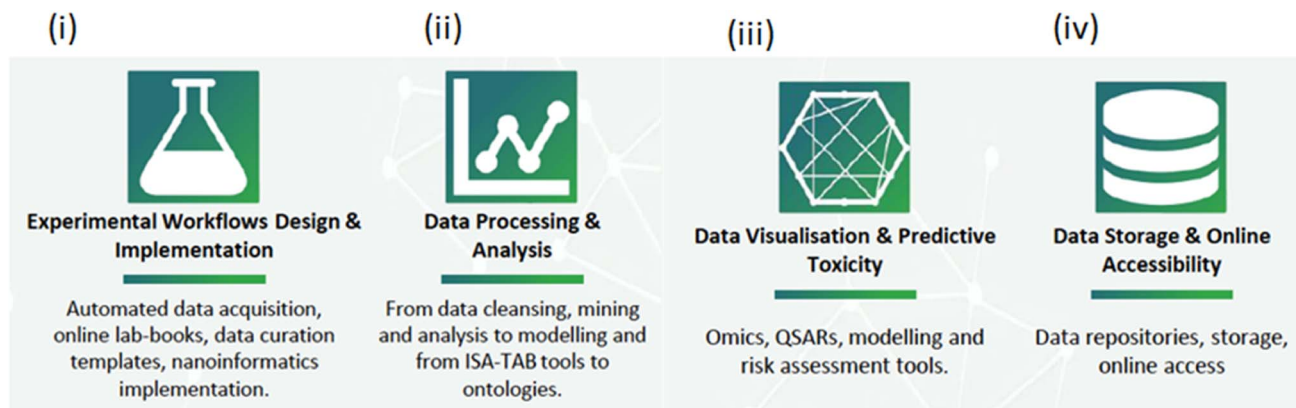 (i)
Experimental Workflows Design &
Implementation
Automated data acquisition,
online lab-books, data curation
templates, nanoinformatics
implementation.
(ii)
Data Processing &
Analysis
From data cleansing, mining
and analysis to modelling and
from ISA-TAB tools to
ontologies.
(iii)
Data Visualisation & Predictive
Toxicity
Omics, QSARs, modelling and
risk assessment tools.
(iv)
Data Storage & Online
Accessibility
Data repositories, storage,
online access